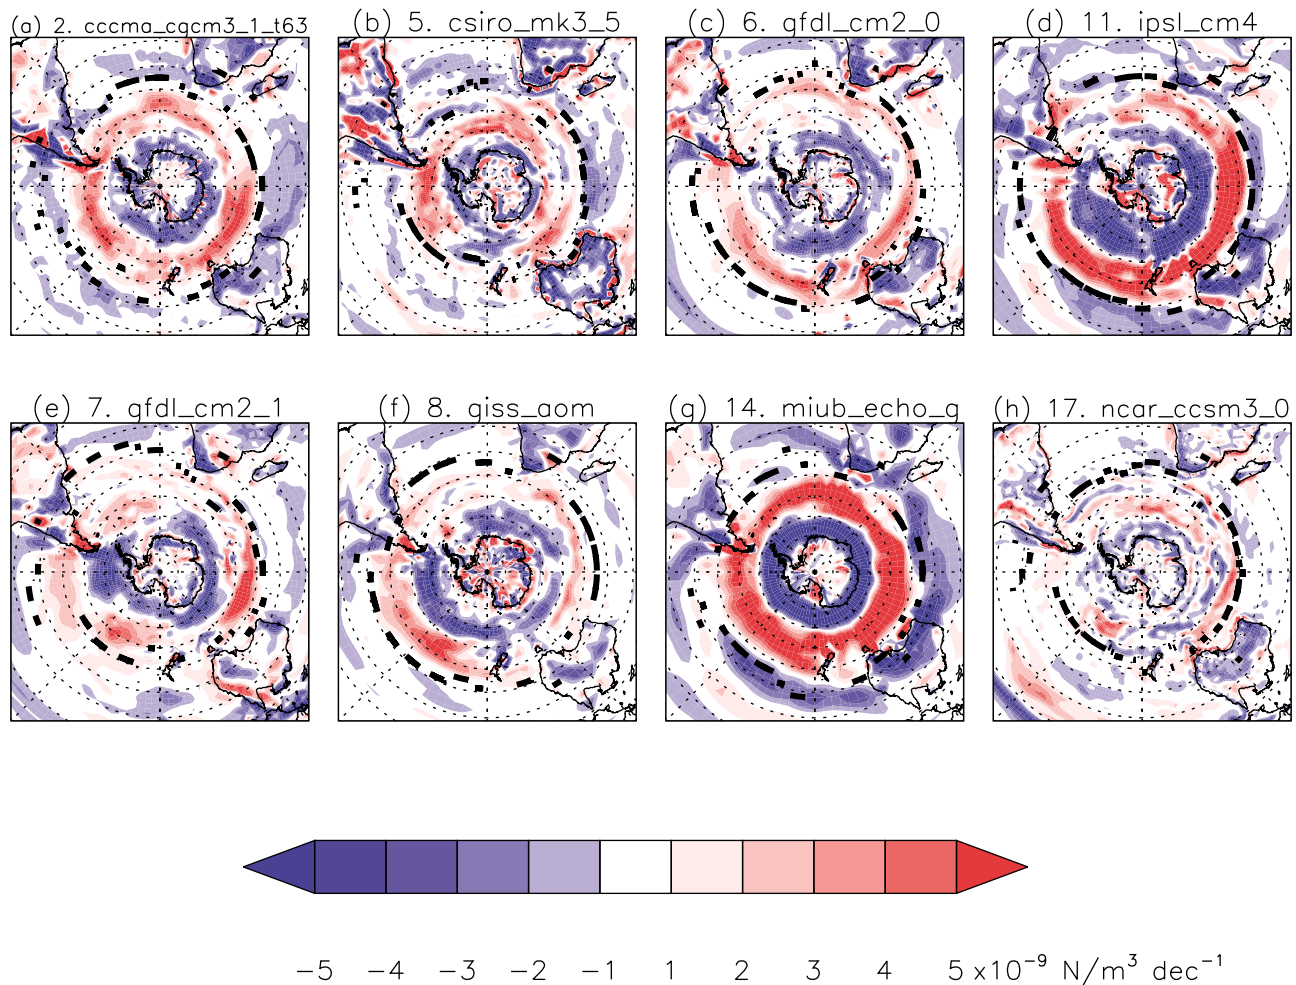 (a) 2. cccma_cgcm3_1_t63
(b) 5. csiro_mk3_5
(c) 6. gfdl_cm2_0
(d) 11. ipsl_cm4
(e) 7. gfdl_cm2_1
(f) 8. giss_aom
(g) 14. miub_echo_g
(h) 17. ncar_ccsm3_0
−5 −4 −3 −2 −1 1 2 3 4 5 x10⁻⁹ N/m³ dec⁻¹